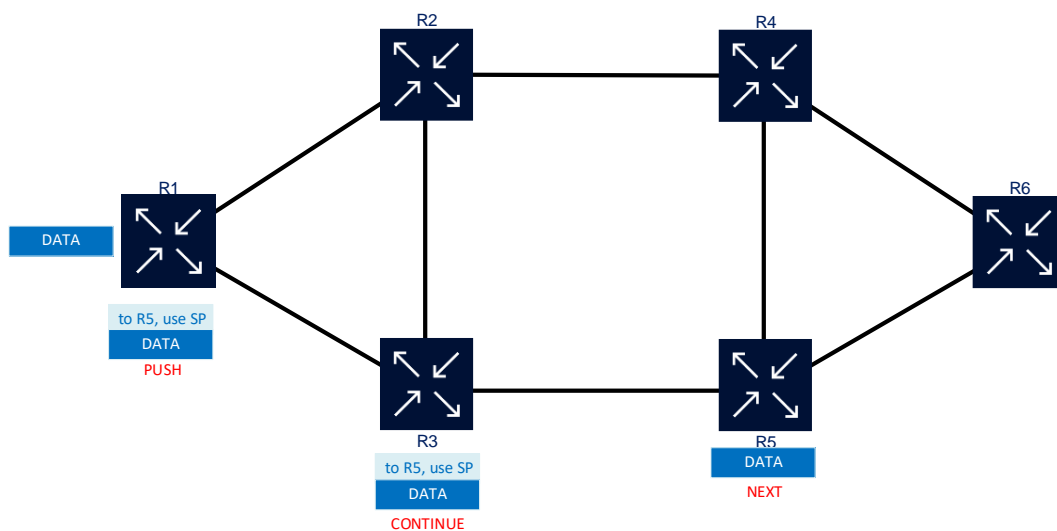 R2
R4
R1
R6
DATA
to R5, use SP
DATA
PUSH
R3
to R5, use SP
DATA
CONTINUE
R5
DATA
NEXT